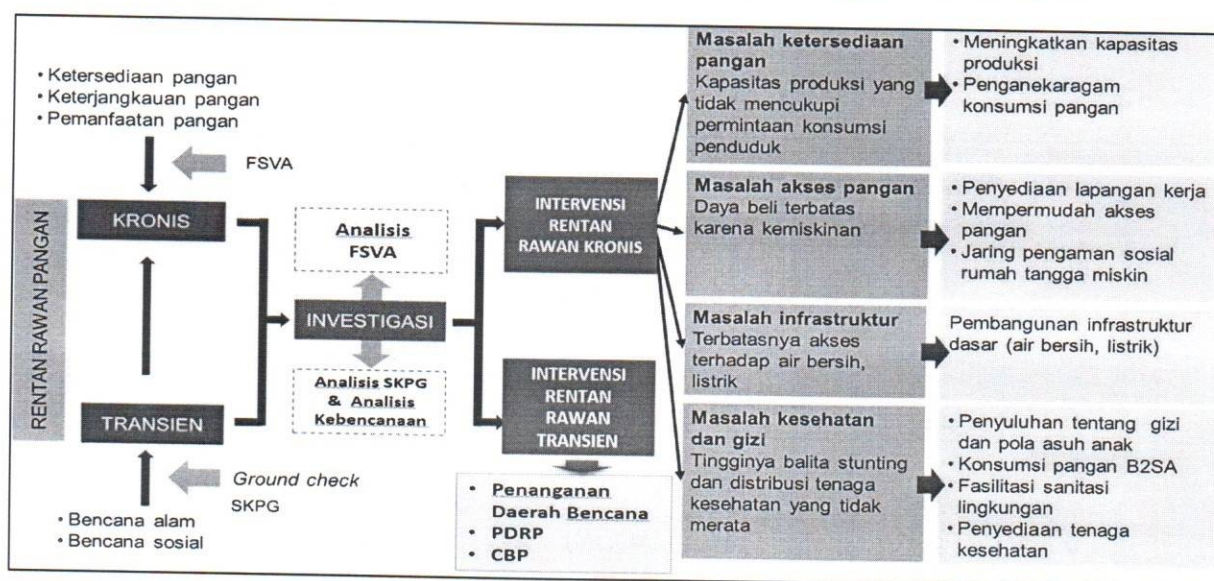 • Ketersediaan pangan
• Keterjangkauan pangan
• Pemanfaatan pangan
FSVA
RENTAN RAWAN PANGAN
KRONIS
TRANSIEN
Ground check
SKPG
• Bencana alam
• Bencana sosial
Analisis
FSVA
INVESTIGASI
Analisis SKPG
& Analisis
Kebencanaan
INTERVENSI
RENTAN
RAWAN KRONIS
INTERVENSI
RENTAN
RAWAN
TRANSIEN
• Penanganan
Daerah Bencana
• PDRP
• CBP
Masalah ketersediaan
pangan
Kapasitas produksi yang
tidak mencukupi
permintaan konsumsi
penduduk
• Meningkatkan kapasitas
produksi
• Penganekaragam
konsumsi pangan
Masalah akses pangan
Daya beli terbatas
karena kemiskinan
• Penyediaan lapangan kerja
• Mempermudah akses
pangan
• Jaring pengaman sosial
rumah tangga miskin
Masalah infrastruktur
Terbatasnya akses
terhadap air bersih,
listrik
Pembangunan infrastruktur
dasar (air bersih, listrik)
Masalah kesehatan
dan gizi
Tingginya balita stunting
dan distribusi tenaga
kesehatan yang tidak
merata
• Penyuluhan tentang gizi
dan pola asuh anak
• Konsumsi pangan B2SA
• Fasilitasi sanitasi
lingkungan
• Penyediaan tenaga
kesehatan